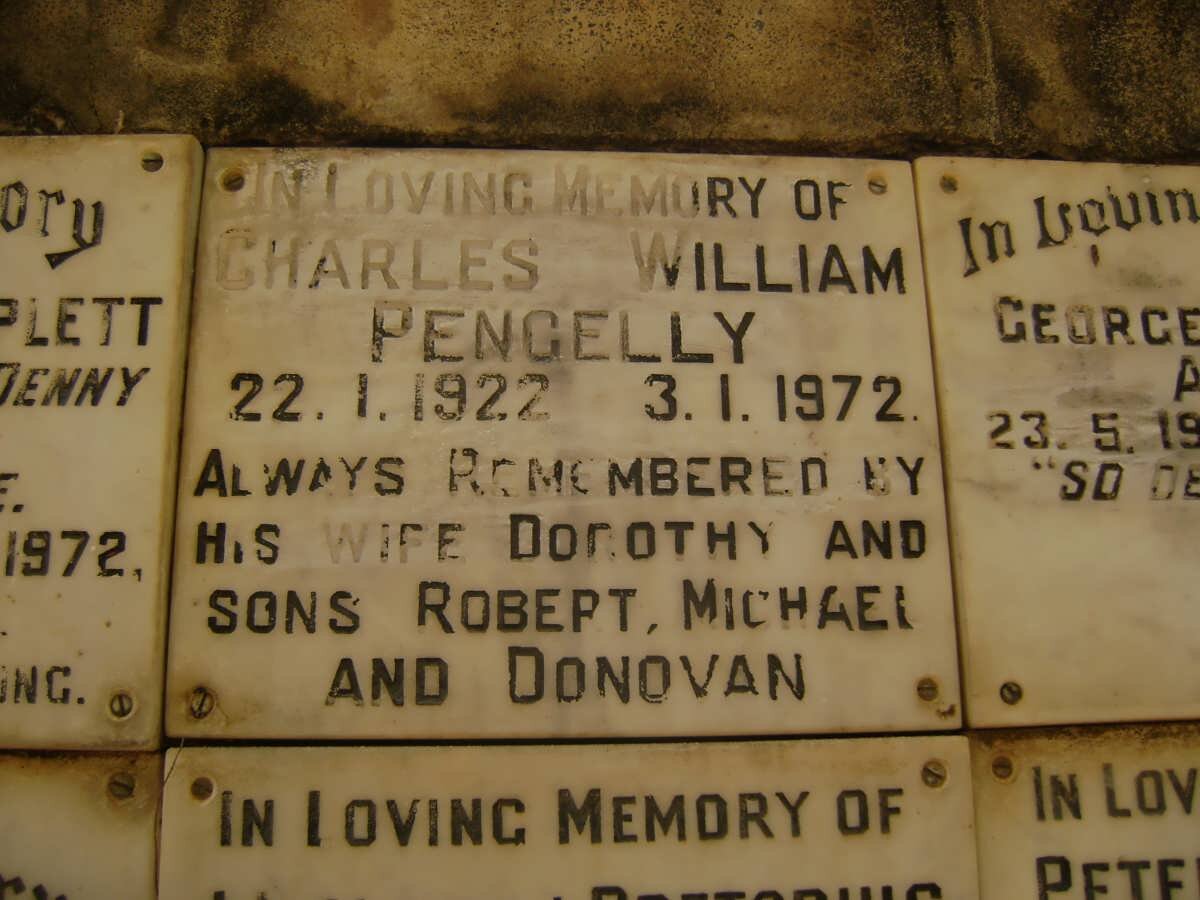 ory
PLETT
DENNY
E.
1972.
ING.
IN LOVING MEMORY OF
CHARLES WILLIAM
PENGELLY
22.1.1922 3.1.1972.
ALWAYS REMEMBERED BY
HIS WIFE DOROTHY AND
SONS ROBERT, MICHAEL
AND DONOVAN
In Lovin
GEORGE
A
23.5.19
"SO DE
IN LOVING MEMORY OF
PRETORIUS
IN LOV
PETE